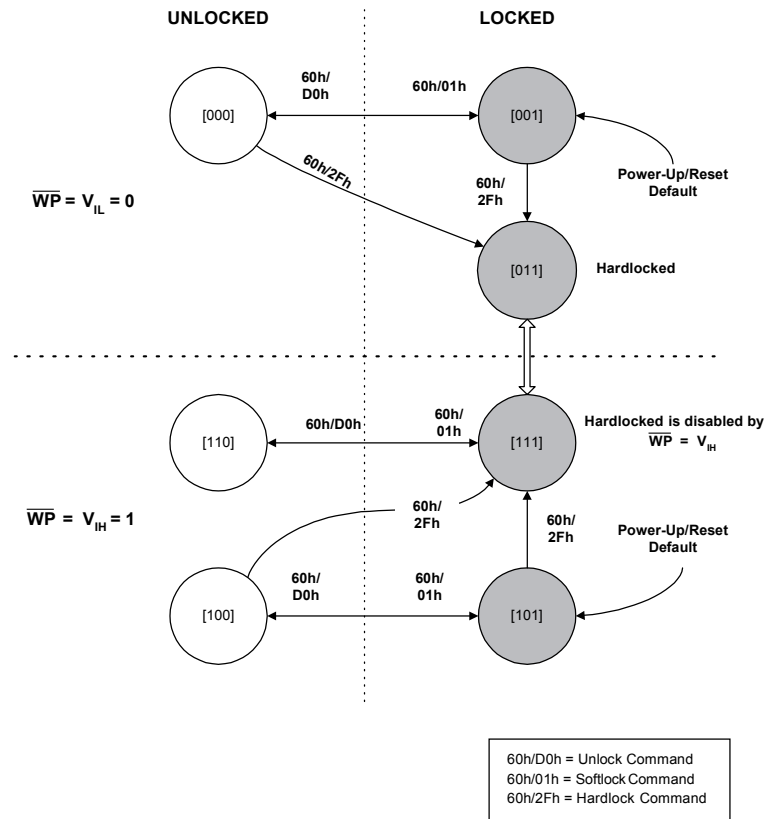 UNLOCKED
LOCKED
60h/
D0h
60h/01h
[000]
[001]
60h/2Fh
60h/
2Fh
Power-Up/Reset
Default
WP = VIL = 0
[011]
Hardlocked
60h/D0h
60h/
01h
[110]
[111]
Hardlocked is disabled by
WP = VIH
60h/
2Fh
60h/
2Fh
WP = VIH = 1
Power-Up/Reset
Default
60h/
D0h
60h/
01h
[100]
[101]
60h/D0h = Unlock Command
60h/01h = Softlock Command
60h/2Fh = Hardlock Command